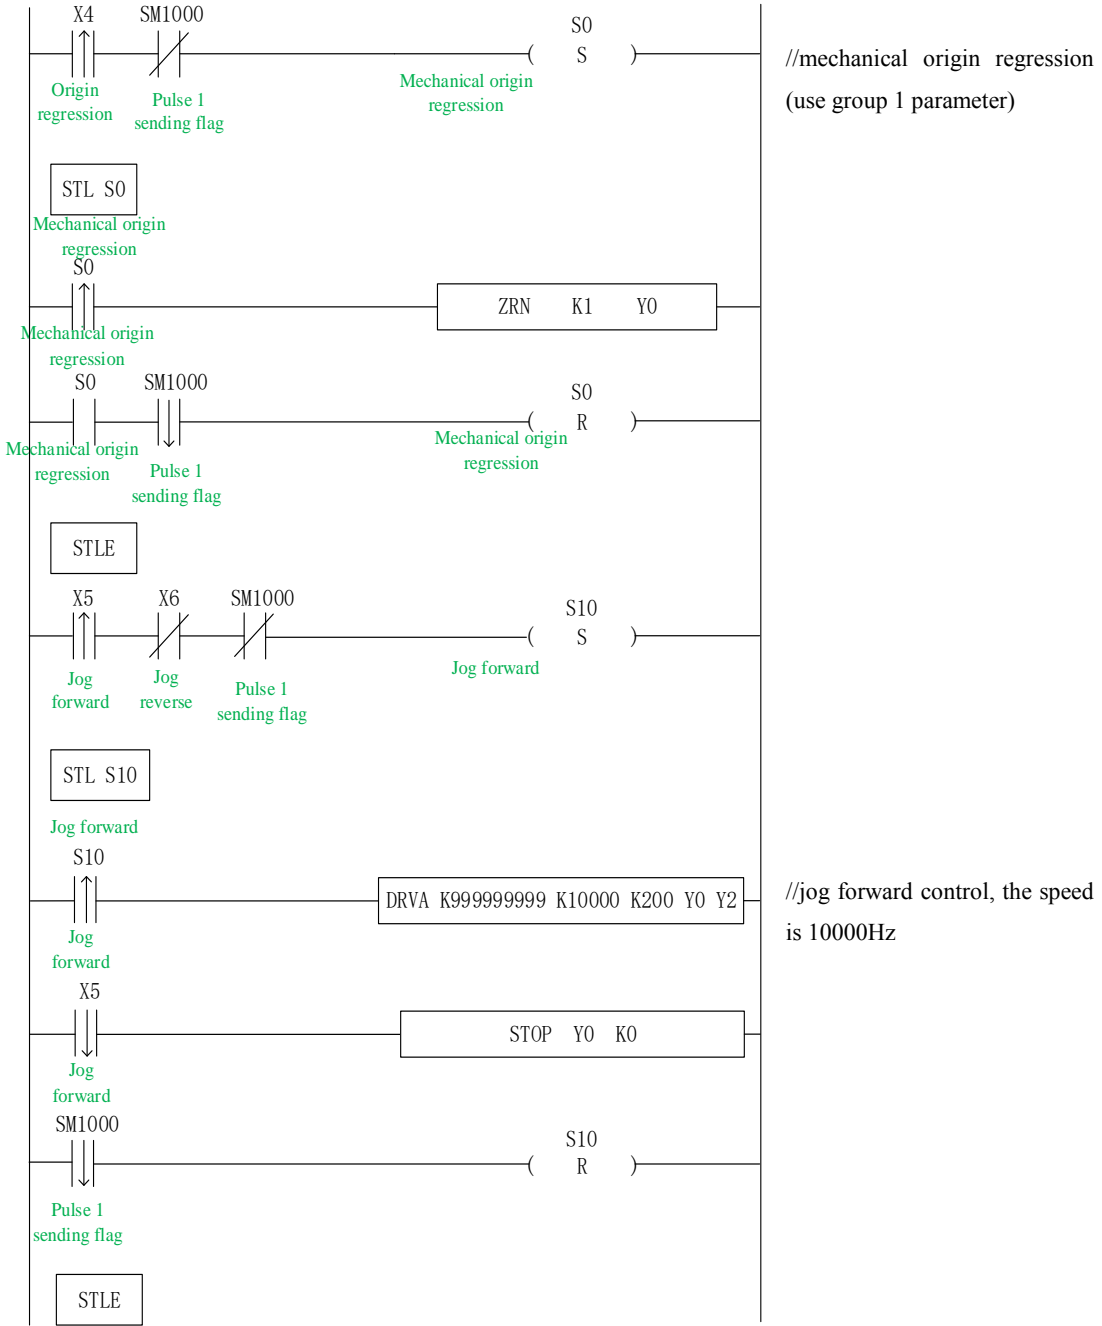 X4 SM1000
S0
( S )
Origin
regression
Pulse 1
sending flag
Mechanical origin
regression
//mechanical origin regression
(use group 1 parameter)
STL S0
Mechanical origin
regression
S0
ZRN K1 Y0
Mechanical origin
regression
S0 SM1000
S0
( R )
Mechanical origin
regression
Pulse 1
sending flag
Mechanical origin
regression
STLE
X5 X6 SM1000
S10
( S )
Jog
forward
Jog
reverse
Pulse 1
sending flag
Jog forward
STL S10
Jog forward
S10
DRVA K999999999 K10000 K200 Y0 Y2
Jog
forward
//jog forward control, the speed
is 10000Hz
X5
STOP Y0 K0
Jog
forward
SM1000
S10
( R )
Pulse 1
sending flag
STLE